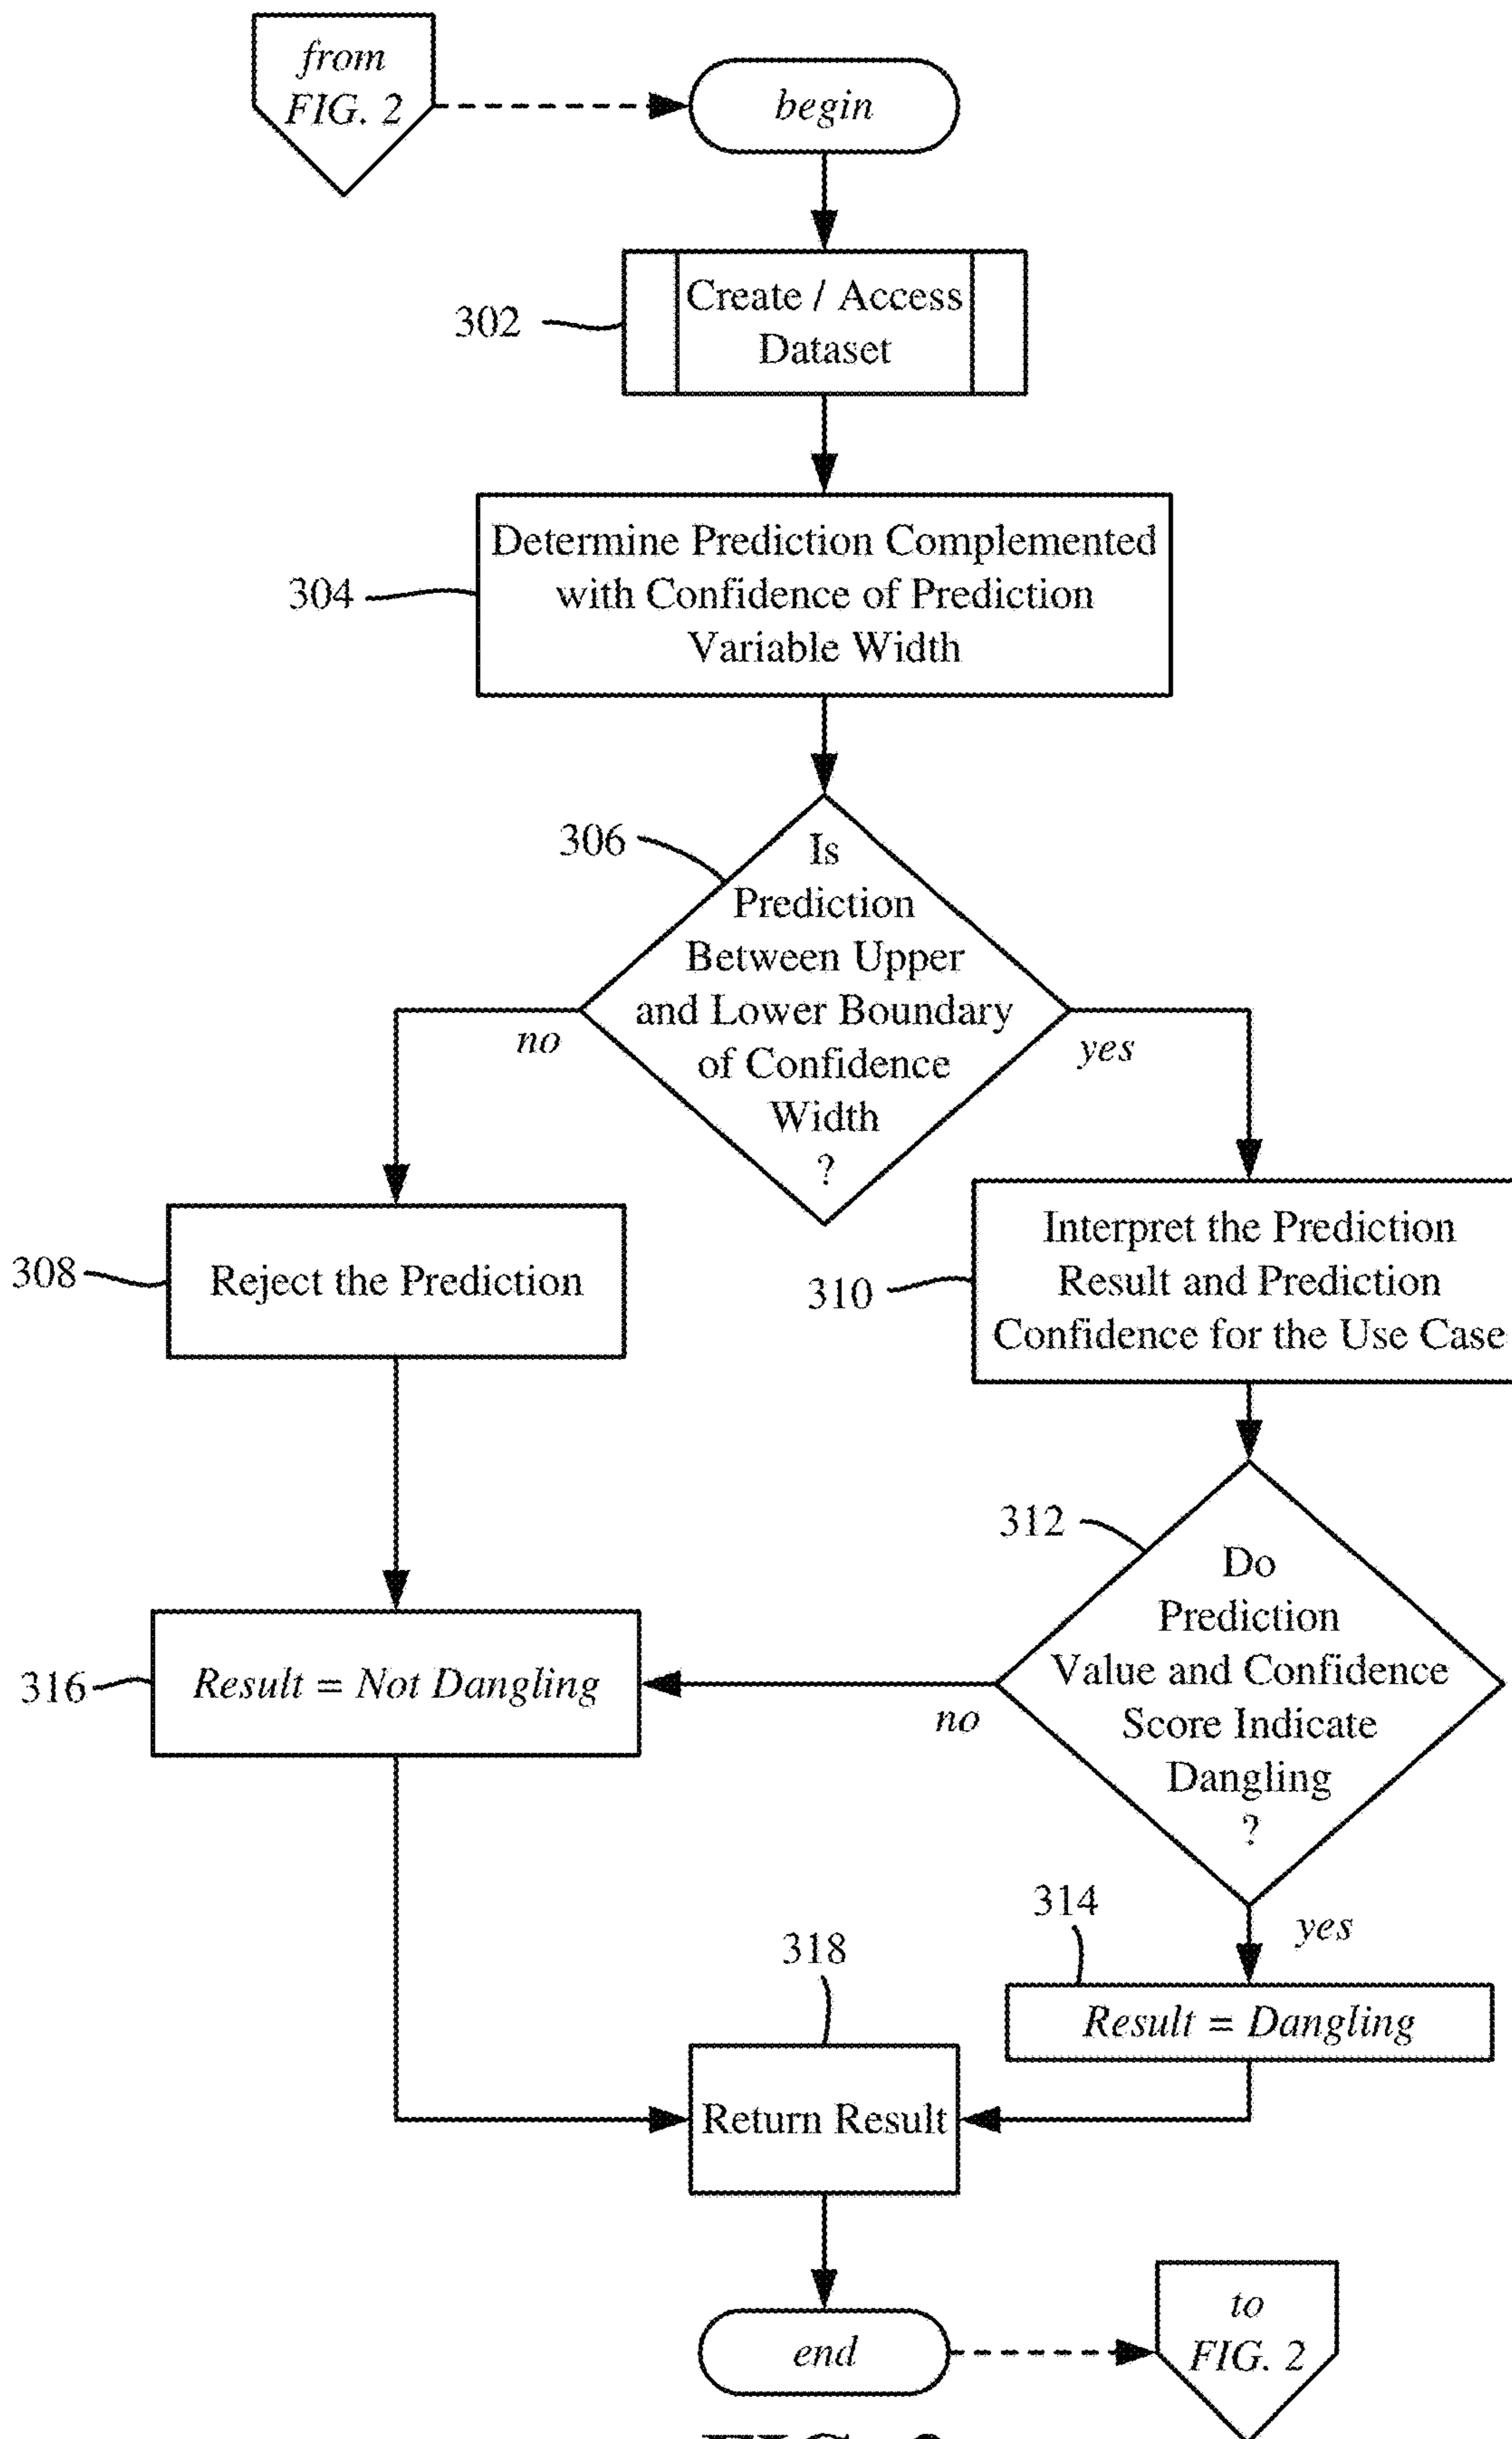 from
FIG. 2
begin
302
Create / Access
Dataset
304
Determine Prediction Complemented
with Confidence of Prediction
Variable Width
306
Is
Prediction
Between Upper
and Lower Boundary
of Confidence
Width
?
no
yes
308
Reject the Prediction
310
Interpret the Prediction
Result and Prediction
Confidence for the Use Case
312
Do
Prediction
Value and Confidence
Score Indicate
Dangling
?
no
yes
316
Result = Not Dangling
314
Result = Dangling
318
Return Result
end
to
FIG. 2